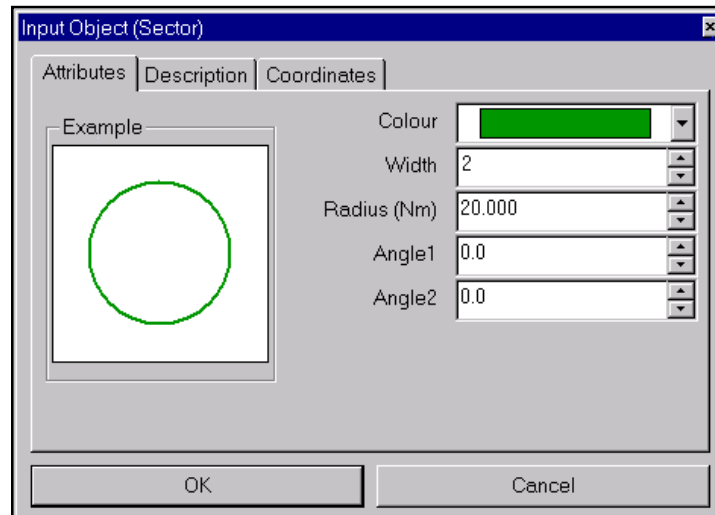 Input Object (Sector)
Attributes Description Coordinates
Example
Colour
Width 2
Radius (Nm) 20.000
Angle1 0.0
Angle2 0.0
OK Cancel